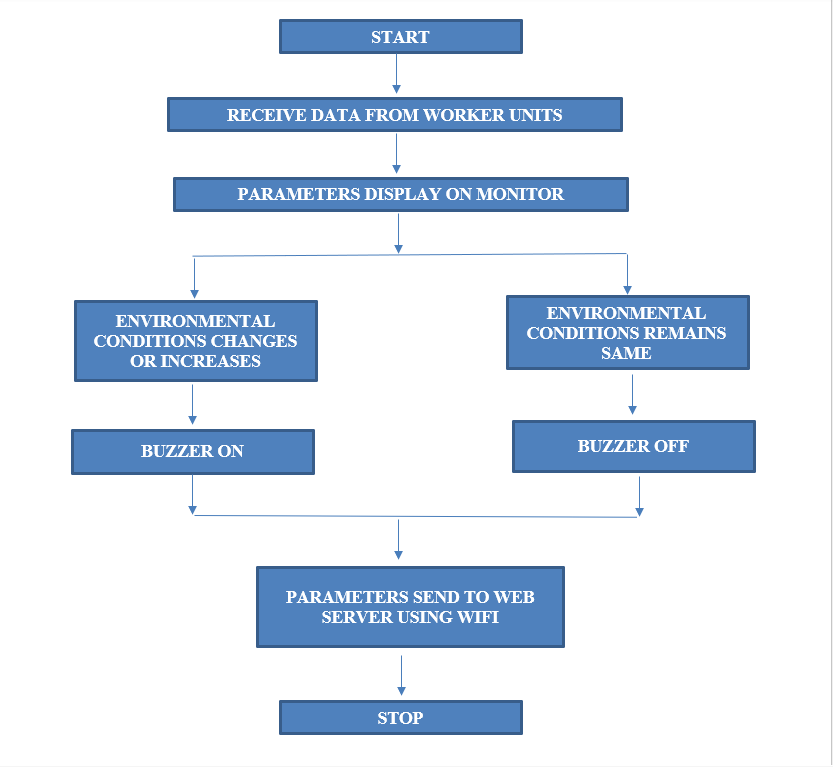 START
RECEIVE DATA FROM WORKER UNITS
PARAMETERS DISPLAY ON MONITOR
ENVIRONMENTAL
CONDITIONS CHANGES
OR INCREASES
ENVIRONMENTAL
CONDITIONS REMAINS
SAME
BUZZER ON
BUZZER OFF
PARAMETERS SEND TO WEB
SERVER USING WIFI
STOP